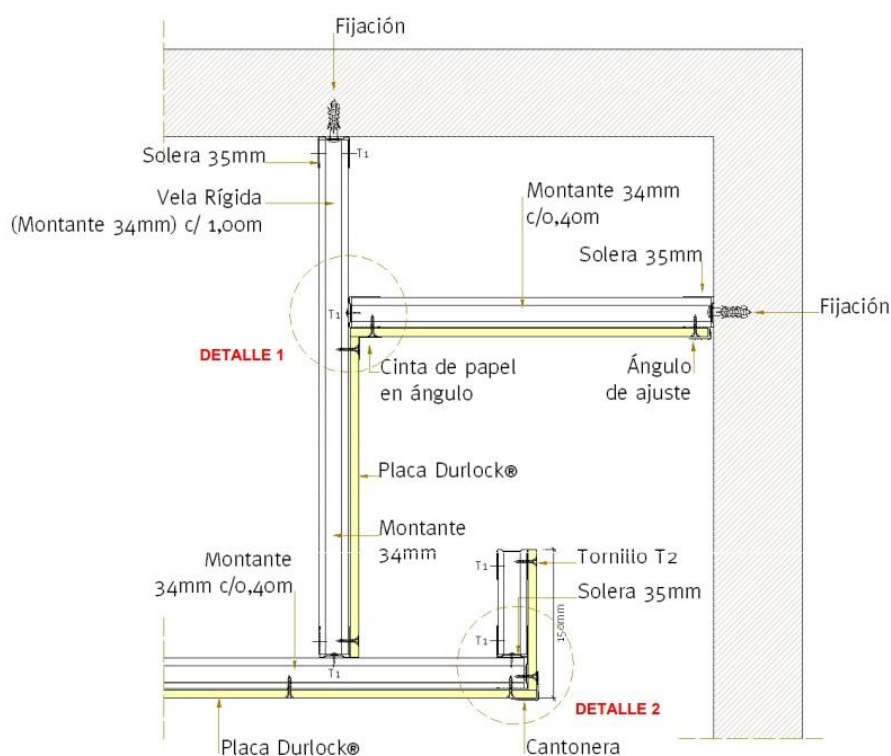 Fijación
Solera 35mm
T1
Vela Rígida
(Montante 34mm) c/ 1,00m
Montante 34mm
c/0,40m
Solera 35mm
T1
Fijación
DETALLE 1
Cinta de papel
en ángulo
Ángulo
de ajuste
Placa Durlock®
Montante
34mm
Montante
34mm c/0,40m
T1
Tornillo T2
Solera 35mm
150mm
T1
T1
DETALLE 2
Placa Durlock®
Cantonera